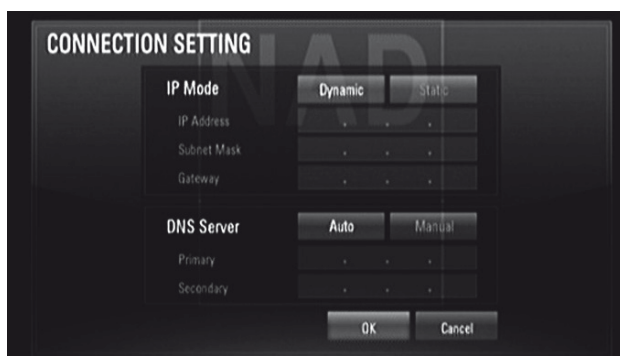 NAD
CONNECTION SETTING
IP Mode Dynamic Static
IP Address . . .
Subnet Mask . . .
Gateway . . .
DNS Server Auto Manual
Primary . . .
Secondary . . .
OK Cancel